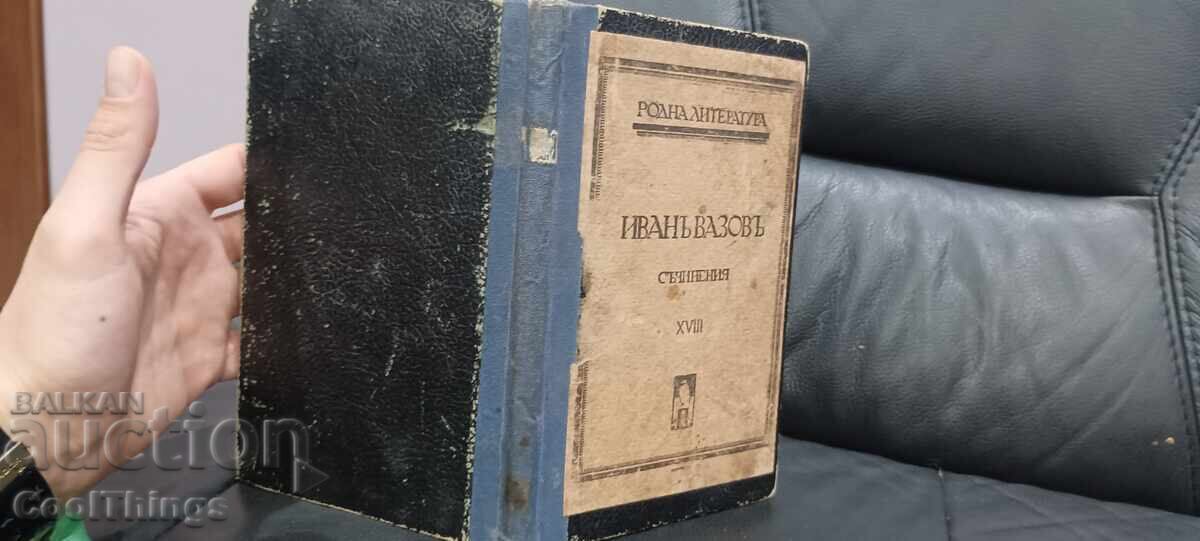 РОДНА ЛИТЕРАТУРА
ИВАНЪ ВАЗОВЪ
СЪЧИНЕНИЯ
XVIII
BALKAN
auction
CoolThings